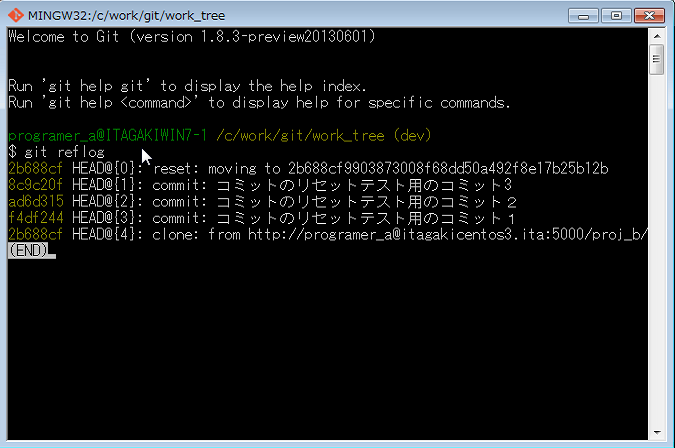 MINGW32:/c/work/git/work_tree
Welcome to Git (version 1.8.3-preview20130601)
Run 'git help git' to display the help index.
Run 'git help <command>' to display help for specific commands.
programer_a@ITAGAKIWIN7-1 /c/work/git/work_tree (dev)
$ git reflog
2b688cf HEAD@{0}: reset: moving to 2b688cf9903873008f68dd50a492f8e17b25b12b
8c9c20f HEAD@{1}: commit: コミットのリセットテスト用のコミット3
ad6d315 HEAD@{2}: commit: コミットのリセットテスト用のコミット２
f4df244 HEAD@{3}: commit: コミットのリセットテスト用のコミット１
2b688cf HEAD@{4}: clone: from http://programer_a@itagakicentos3.ita:5000/proj_b/
(END)